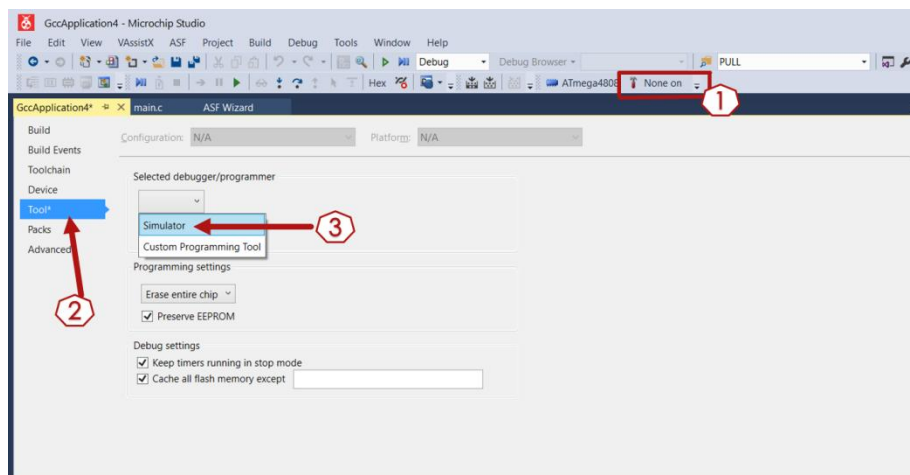 GccApplication4 - Microchip Studio
File Edit View VAssistX ASF Project Build Debug Tools Window Help
Debug Debug Browser PULL
Hex ATmega4808 None on
1
GccApplication4* main.c ASF Wizard
Build
Configuration: N/A Platform: N/A
Build Events
Toolchain
Selected debugger/programmer
Device
Tool*
Packs
Simulator
3
Advanced
Custom Programming Tool
Programming settings
2
Erase entire chip
Preserve EEPROM
Debug settings
Keep timers running in stop mode
Cache all flash memory except